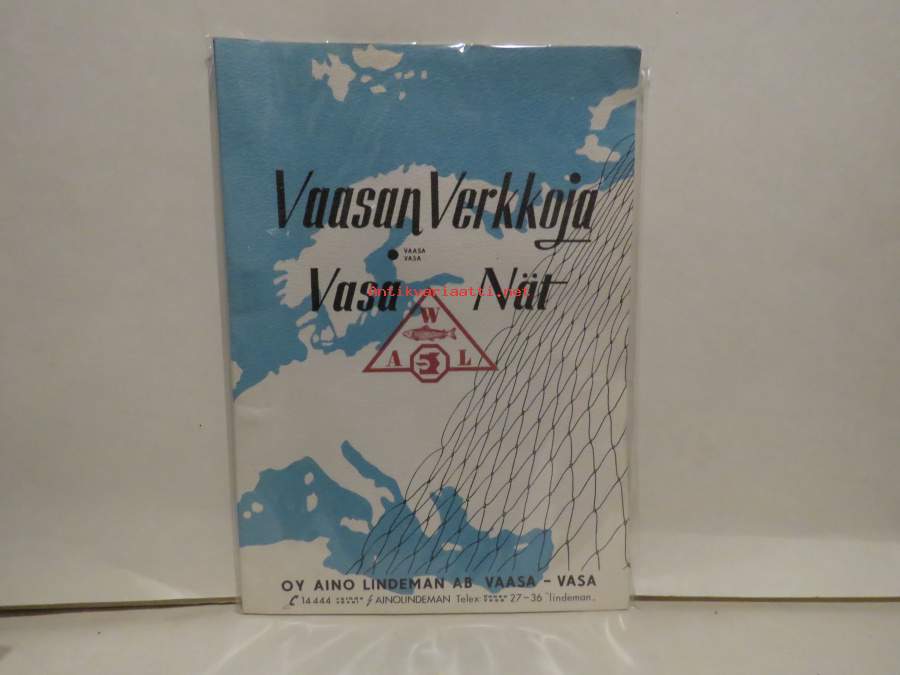 Vaasan Verkkoja
VAASA
VASA
Vasa Nät
Antikvariaatti.net
W
A L
OY AINO LINDEMAN AB VAASA – VASA
14444 AINOLINDEMAN Telex: 27–36 "lindeman„